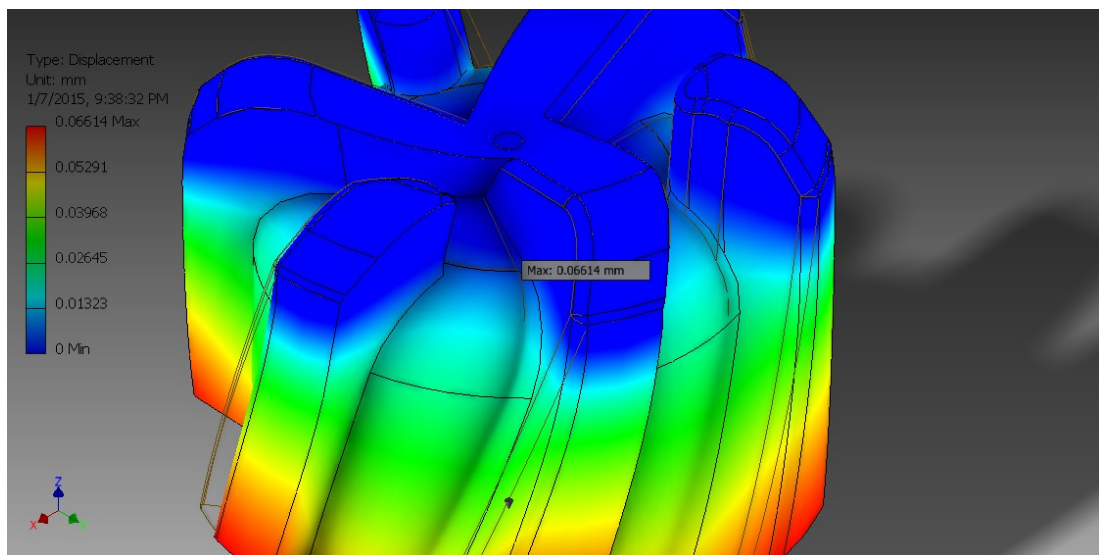 Type: Displacement
Unit: mm
1/7/2015, 9:38:32 PM
0.06614 Max
0.05291
0.03968
0.02645
0.01323
0 Min
Max: 0.06614 mm
Z
X